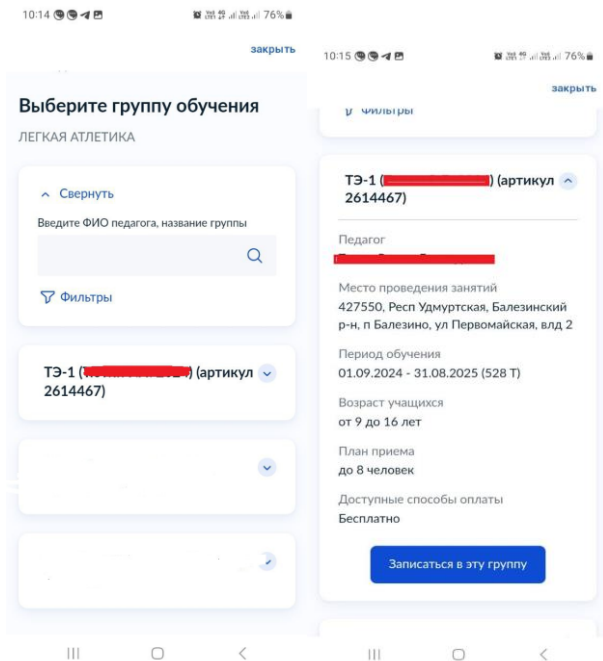 10:14
76%
закрыть
Выберите группу обучения
ЛЕГКАЯ АТЛЕТИКА
Свернуть
Введите ФИО педагога, название группы
Фильтры
ТЭ-1 ( ) (артикул
2614467)
10:15
76%
закрыть
Фильтры
ТЭ-1 ( ) (артикул
2614467)
Педагог
Место проведения занятий
427550, Респ Удмуртская, Балезинский
р-н, п Балезино, ул Первомайская, влд 2
Период обучения
01.09.2024 - 31.08.2025 (528 Т)
Возраст учащихся
от 9 до 16 лет
План приема
до 8 человек
Доступные способы оплаты
Бесплатно
Записаться в эту группу